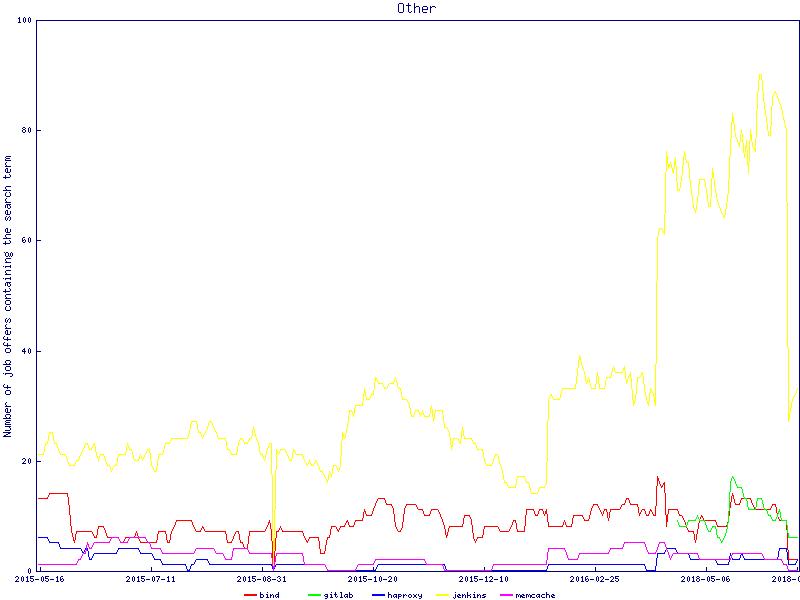 Other
Number of job offers containing the search term
100
80
60
40
20
0
2015-05-16 2015-07-11 2015-08-31 2015-10-20 2015-12-10 2016-02-25 2018-05-06 2018-0
bind gitlab haproxy jenkins memcache